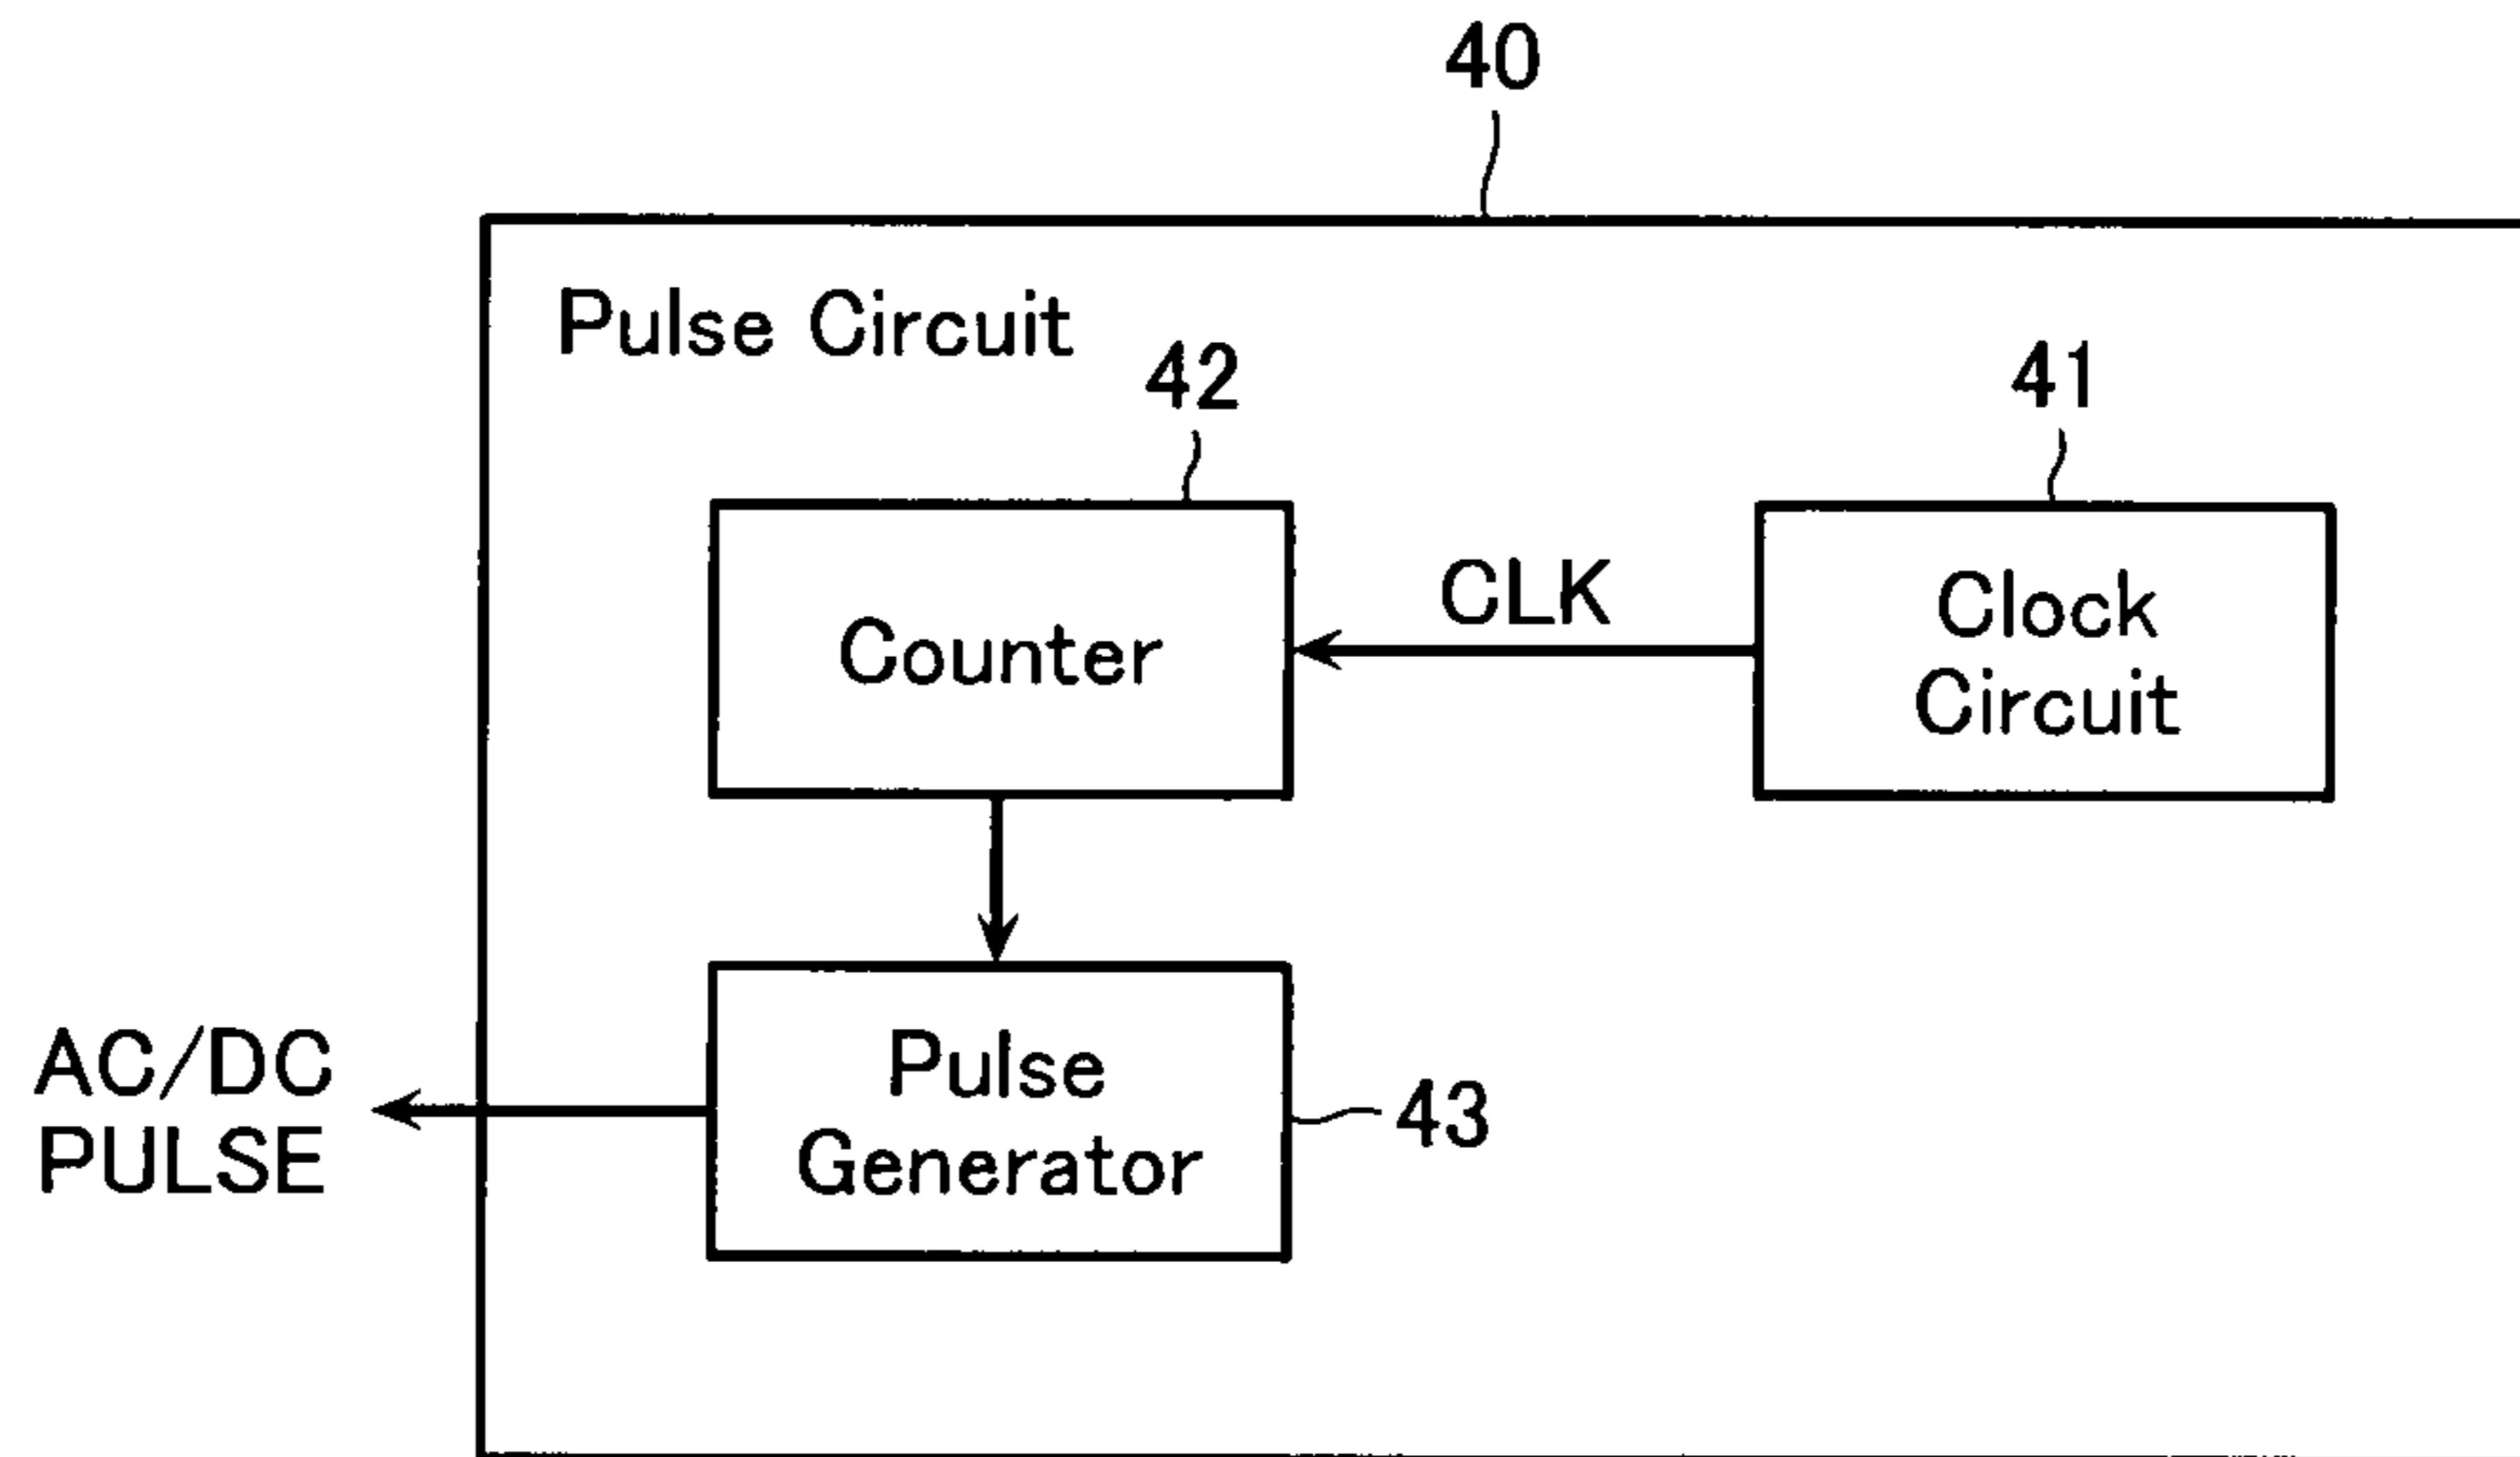 40
Pulse Circuit
42
41
Counter
CLK
Clock
Circuit
AC/DC
PULSE
Pulse
Generator
43